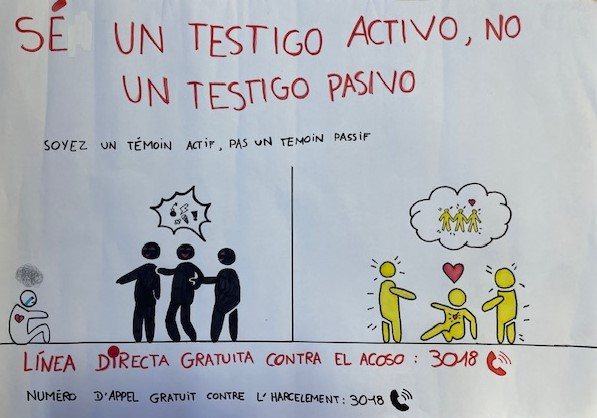 SÉ UN TESTIGO ACTIVO, NO
UN TESTIGO PASIVO
SOYEZ UN TÉMOIN ACTIF, PAS UN TEMOIN PASSIF
LÍNEA DIRECTA GRATUITA CONTRA EL ACOSO : 3018
NUMÉRO D'APPEL GRATUIT CONTRE L'HARCELEMENT : 3018